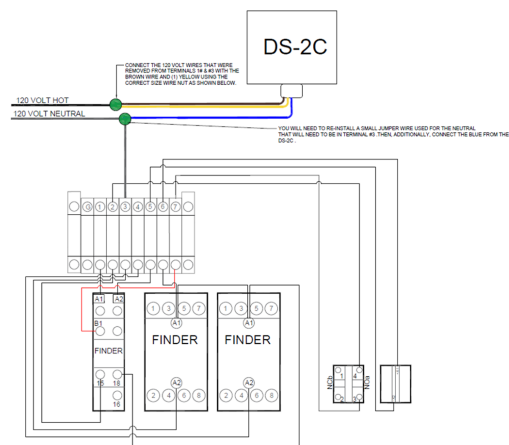 DS-2C
CONNECT THE 120 VOLT WIRES THAT WERE
REMOVED FROM TERMINALS 1# & #3 WITH THE
BROWN WIRE AND (1) YELLOW USING THE
CORRECT SIZE WIRE NUT AS SHOWN BELOW.
120 VOLT HOT
120 VOLT NEUTRAL
YOU WILL NEED TO RE-INSTALL A SMALL JUMPER WIRE USED FOR THE NEUTRAL
THAT WILL NEED TO BE IN TERMINAL #3. THEN, ADDITIONALLY, CONNECT THE BLUE FROM THE
DS-2C .
G 1 2 3 4 5 6 7
A1 A2
B1
FINDER
15 18
16
1 3 5 7
A1
FINDER
A2
2 4 6 8
1 3 5 7
A1
FINDER
A2
2 4 6 8
NCb
1 4
2 3
NOa